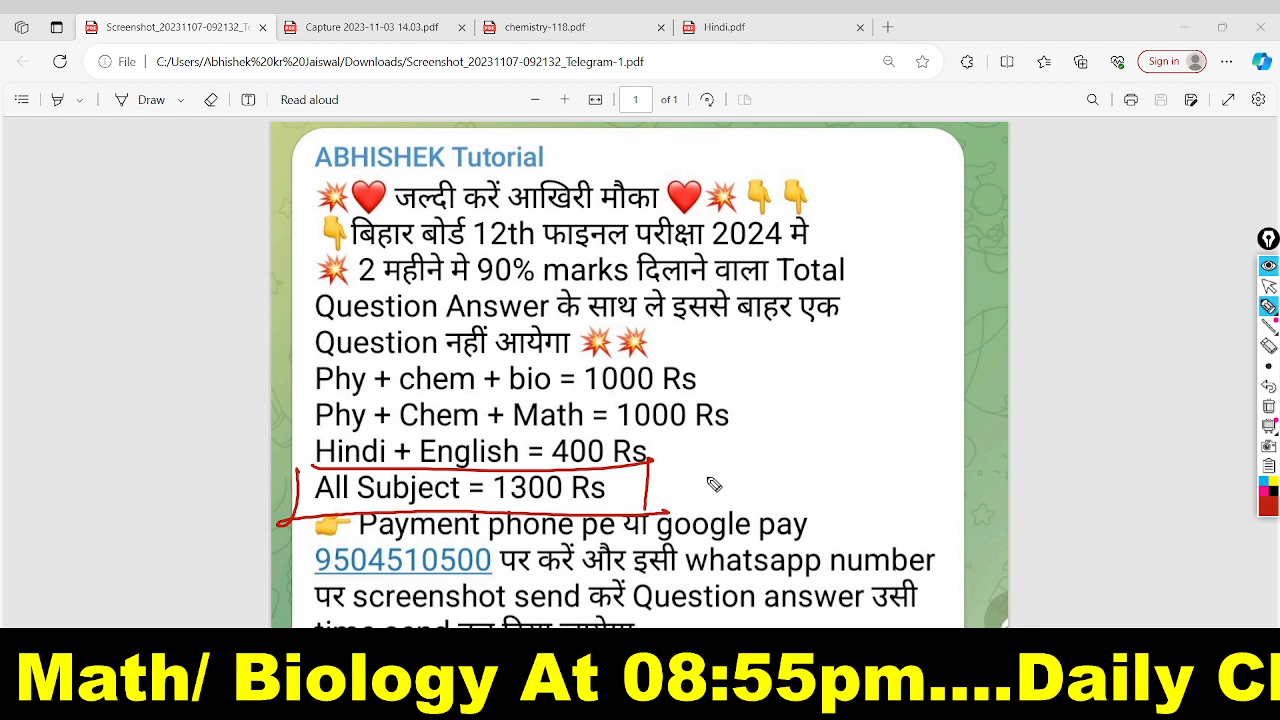 Screenshot_20231107-092132_Te
Capture 2023-11-03 14.03.pdf
chemistry-118.pdf
Hindi.pdf
File
C:/Users/Abhishek%20kr%20Jaiswal/Downloads/Screenshot_20231107-092132_Telegram-1.pdf
Sign in
Draw
Read aloud
1
of 1
ABHISHEK Tutorial
💥❤️ जल्दी करें आखिरी मौका ❤️💥👇👇
👇बिहार बोर्ड 12th फाइनल परीक्षा 2024 मे
💥 2 महीने मे 90% marks दिलाने वाला Total
Question Answer के साथ ले इससे बाहर एक
Question नहीं आयेगा 💥💥
Phy + chem + bio = 1000 Rs
Phy + Chem + Math = 1000 Rs
Hindi + English = 400 Rs
All Subject = 1300 Rs
👉 Payment phone pe या google pay
9504510500 पर करें और इसी whatsapp number
पर screenshot send करें Question answer उसी
Math/ Biology At 08:55pm....Daily Cl